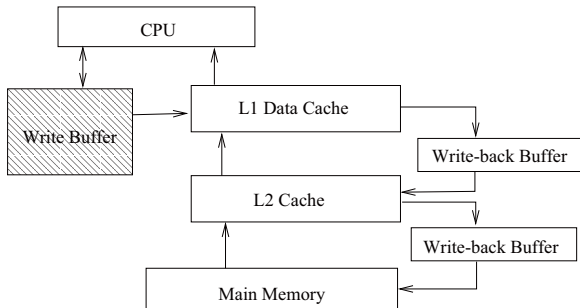 CPU
L1 Data Cache
Write Buffer
Write-back Buffer
L2 Cache
Write-back Buffer
Main Memory